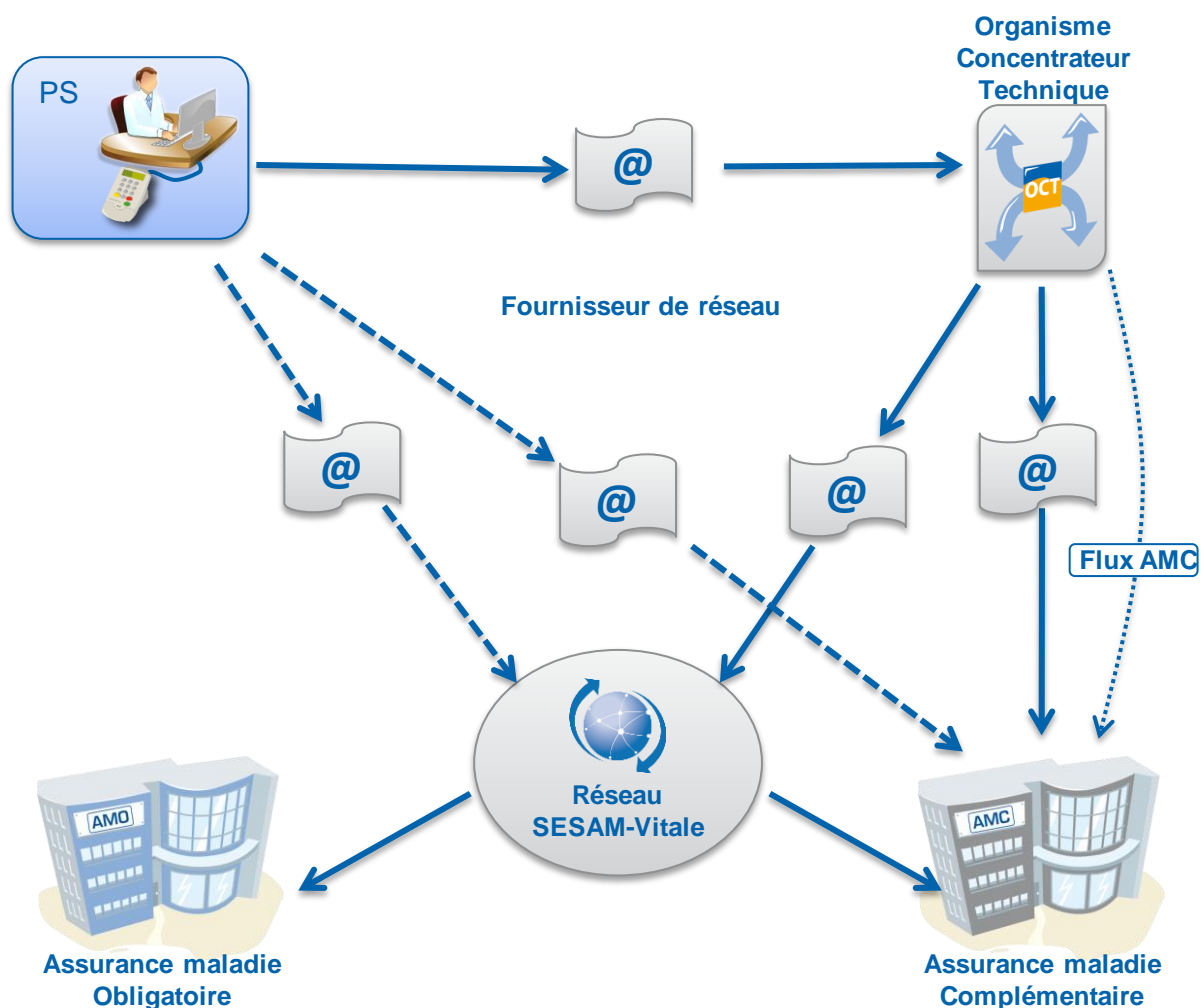 Organisme
Concentrateur
Technique
PS
@
OCT
Fournisseur de réseau
@
@
@
@
Flux AMC
Réseau
SESAM-Vitale
AMO
AMC
Assurance maladie
Obligatoire
Assurance maladie
Complémentaire